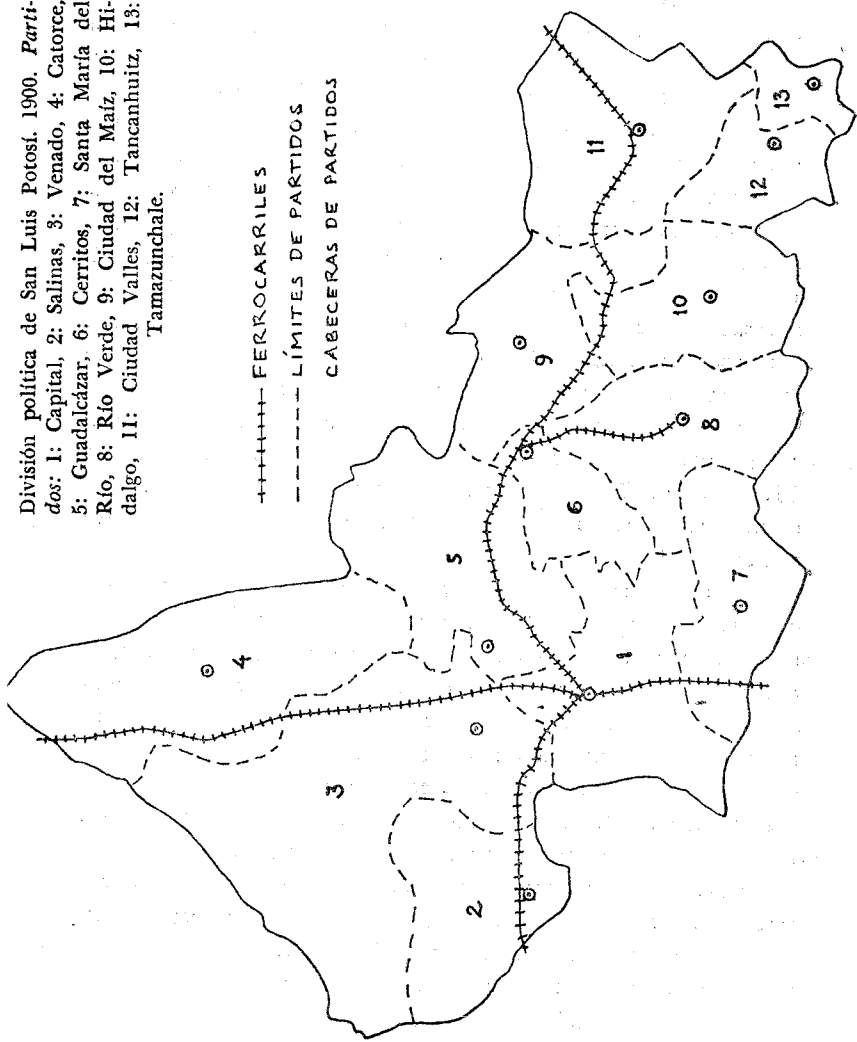 División política de San Luis Potosí. 1900. Parti-
dos: 1: Capital, 2: Salinas, 3: Venado, 4: Catorce,
5: Guadalcázar, 6: Cerritos, 7: Santa María del
Río, 8: Río Verde, 9: Ciudad del Maíz, 10: Hi-
dalgo, 11: Ciudad Valles, 12: Tancanhuitz, 13:
Tamazunchale.
FERROCARRILES
LÍMITES DE PARTIDOS
CABECERAS DE PARTIDOS
4
3
2
5
1
6
7
9
8
10
11
12
13